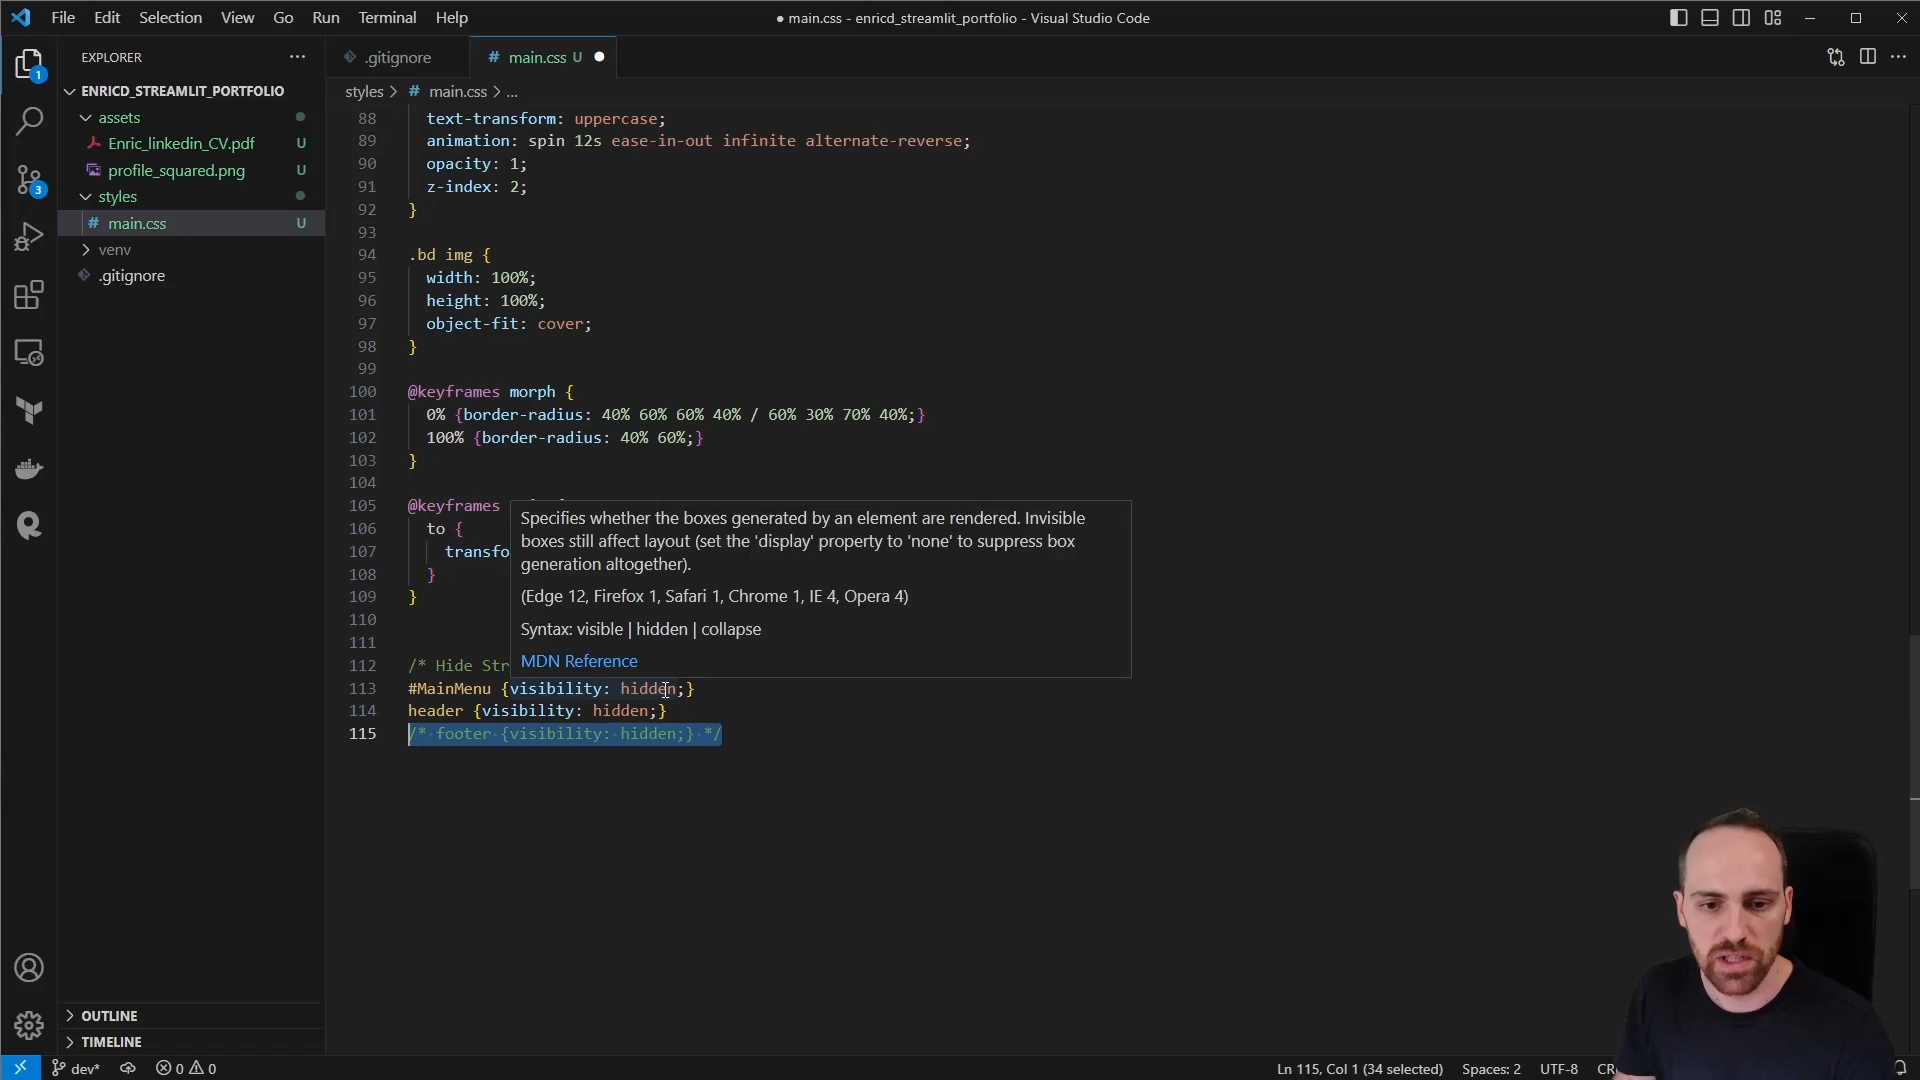 File Edit Selection View Go Run Terminal Help
● main.css - enricd_streamlit_portfolio - Visual Studio Code
EXPLORER
ENRICD_STREAMLIT_PORTFOLIO
assets
Enric_linkedin_CV.pdf U
profile_squared.png U
styles
# main.css U
venv
.gitignore
OUTLINE
TIMELINE
1
3
.gitignore
# main.css U
styles > # main.css > ...
88 text-transform: uppercase;
89 animation: spin 12s ease-in-out infinite alternate-reverse;
90 opacity: 1;
91 z-index: 2;
92 }
93
94 .bd img {
95 width: 100%;
96 height: 100%;
97 object-fit: cover;
98 }
99
100 @keyframes morph {
101 0% {border-radius: 40% 60% 60% 40% / 60% 30% 70% 40%;}
102 100% {border-radius: 40% 60%;}
103 }
104
105 @keyframes
106 to {
107 transfo
108 }
109 }
110
111
112 /* Hide Str
113 #MainMenu {visibility: hidden;}
114 header {visibility: hidden;}
115 /* footer {visibility: hidden;} */
Specifies whether the boxes generated by an element are rendered. Invisible
boxes still affect layout (set the 'display' property to 'none' to suppress box
generation altogether).
(Edge 12, Firefox 1, Safari 1, Chrome 1, IE 4, Opera 4)
Syntax: visible | hidden | collapse
MDN Reference
dev* 0 0
Ln 115, Col 1 (34 selected) Spaces: 2 UTF-8 CR